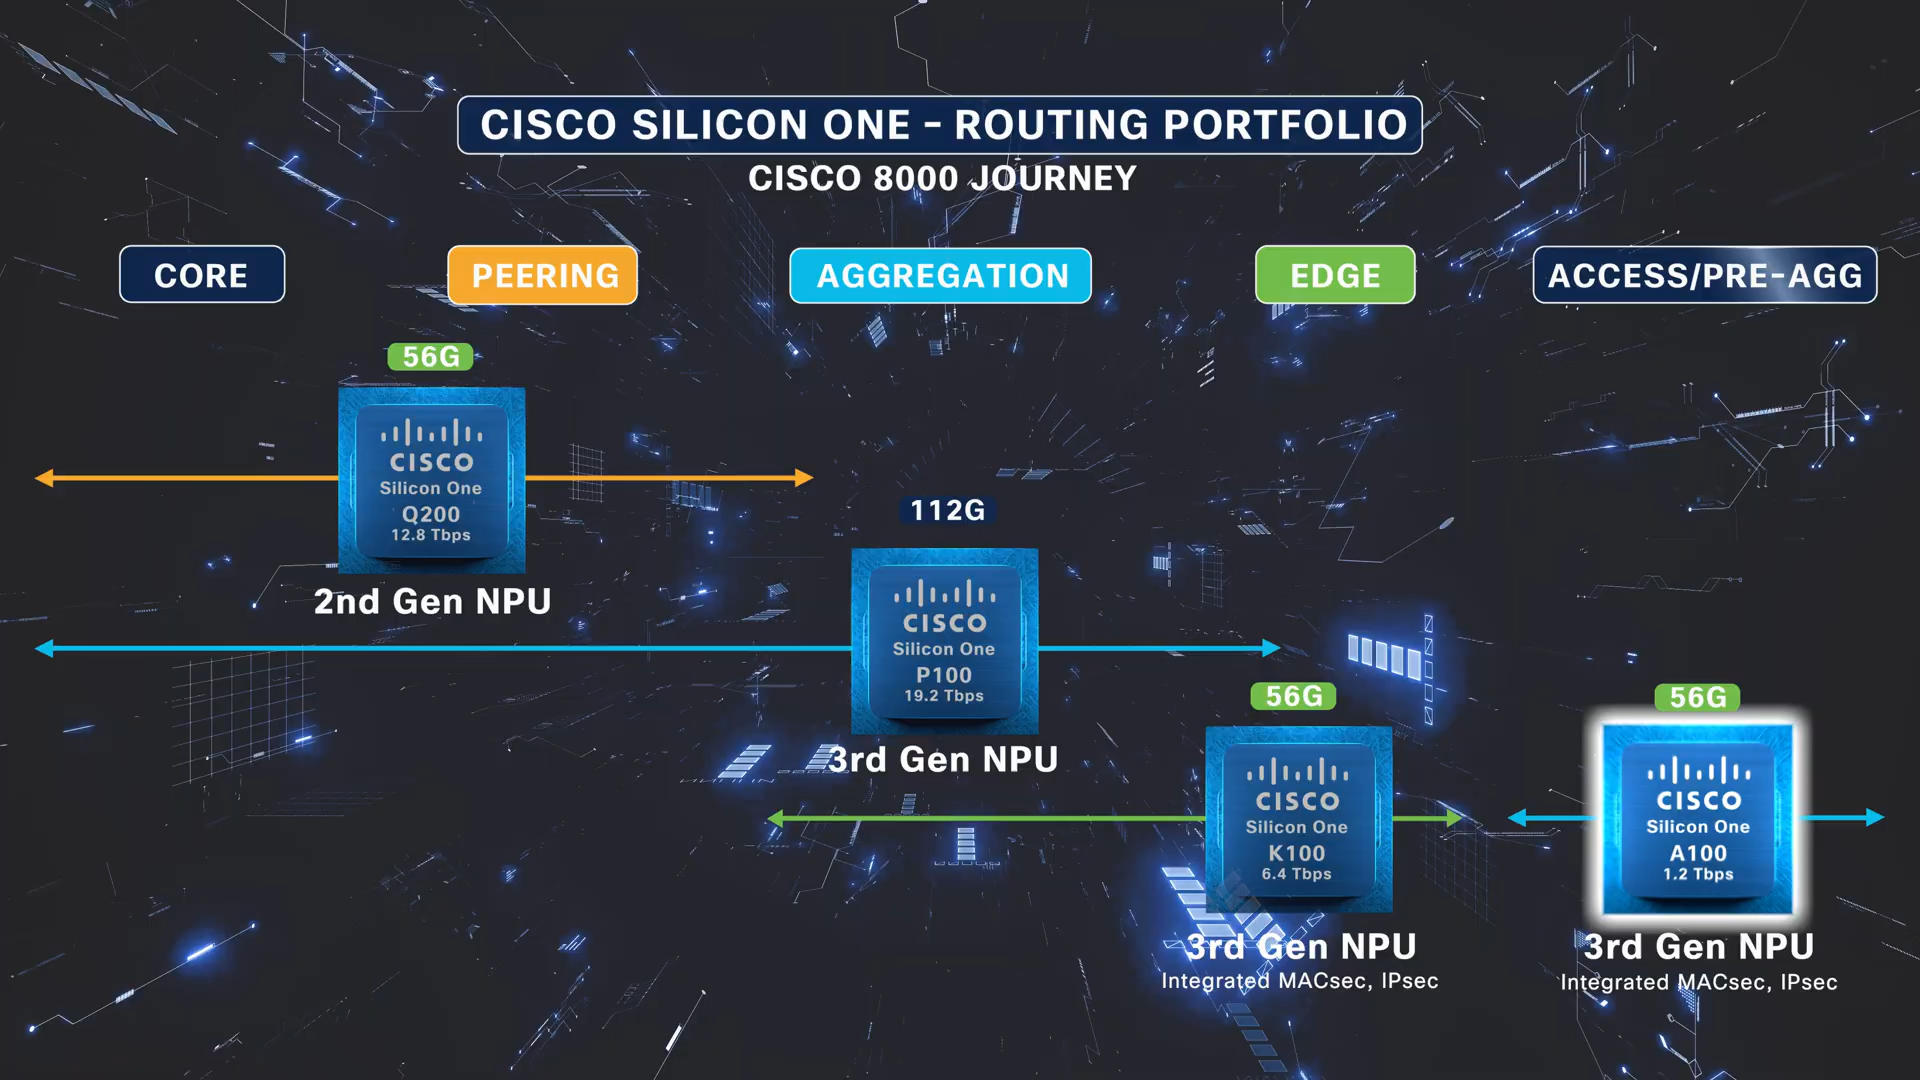 CISCO SILICON ONE - ROUTING PORTFOLIO
CISCO 8000 JOURNEY
CORE
PEERING
AGGREGATION
EDGE
ACCESS/PRE-AGG
56G
CISCO
Silicon One
Q200
12.8 Tbps
2nd Gen NPU
112G
CISCO
Silicon One
P100
19.2 Tbps
3rd Gen NPU
56G
CISCO
Silicon One
K100
6.4 Tbps
3rd Gen NPU
Integrated MACsec, IPsec
56G
CISCO
Silicon One
A100
1.2 Tbps
3rd Gen NPU
Integrated MACsec, IPsec